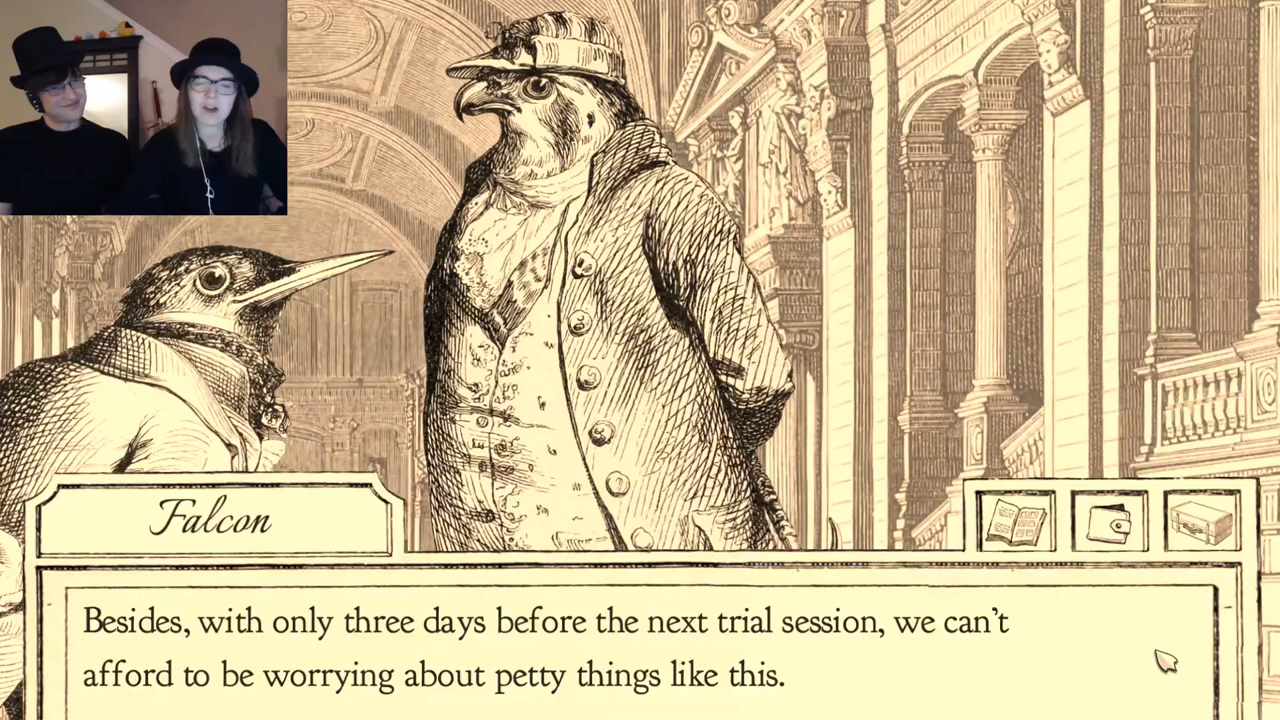 Falcon
Besides, with only three days before the next trial session, we can't
afford to be worrying about petty things like this.